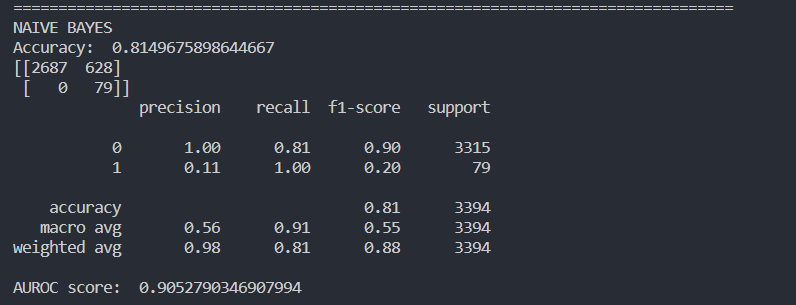 ================================================================================
NAIVE BAYES
Accuracy:  0.8149675898644667
[[2687  628]
 [   0   79]]
              precision    recall  f1-score   support

           0       1.00      0.81      0.90      3315
           1       0.11      1.00      0.20        79

    accuracy                           0.81      3394
   macro avg       0.56      0.91      0.55      3394
weighted avg       0.98      0.81      0.88      3394

AUROC score:  0.9052790346907994